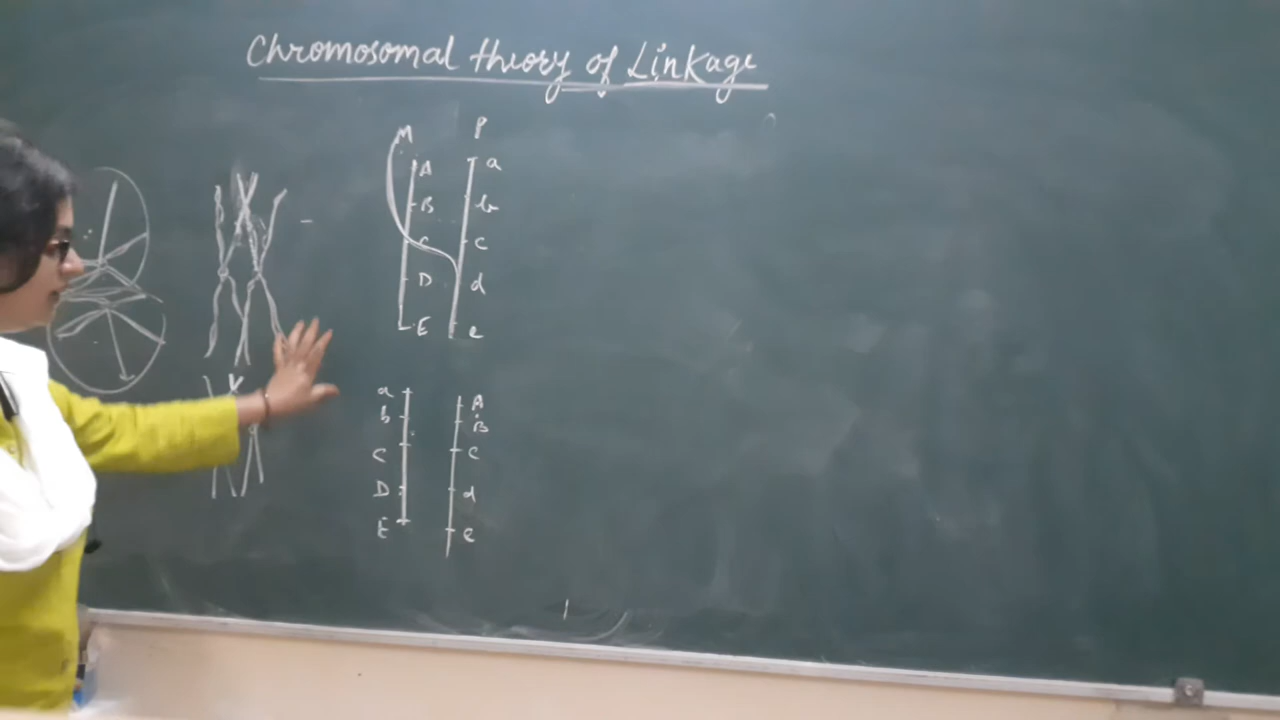 Chromosomal theory of Linkage
M P
A a
B b
C c
D d
E e
a A
b B
C C
D d
E e